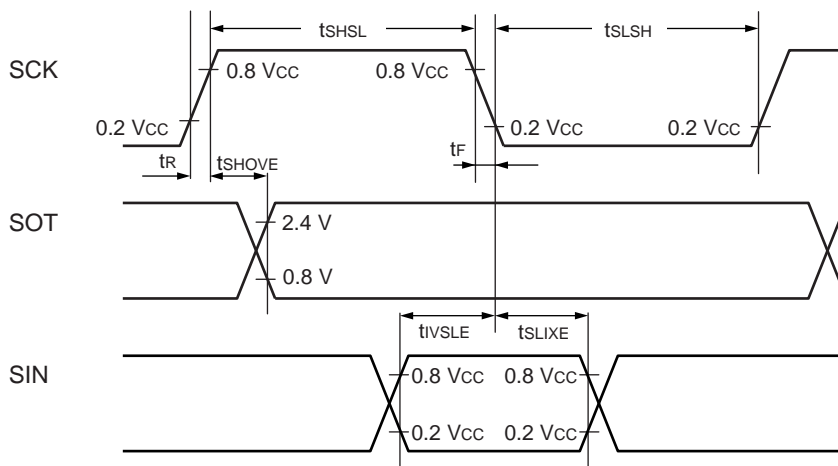 tSHSL
tSLSH
SCK
0.8 VCC
0.8 VCC
0.2 VCC
0.2 VCC
0.2 VCC
tR
tSHOVE
tF
SOT
2.4 V
0.8 V
tIVSLE
tSLIXE
SIN
0.8 VCC
0.8 VCC
0.2 VCC
0.2 VCC